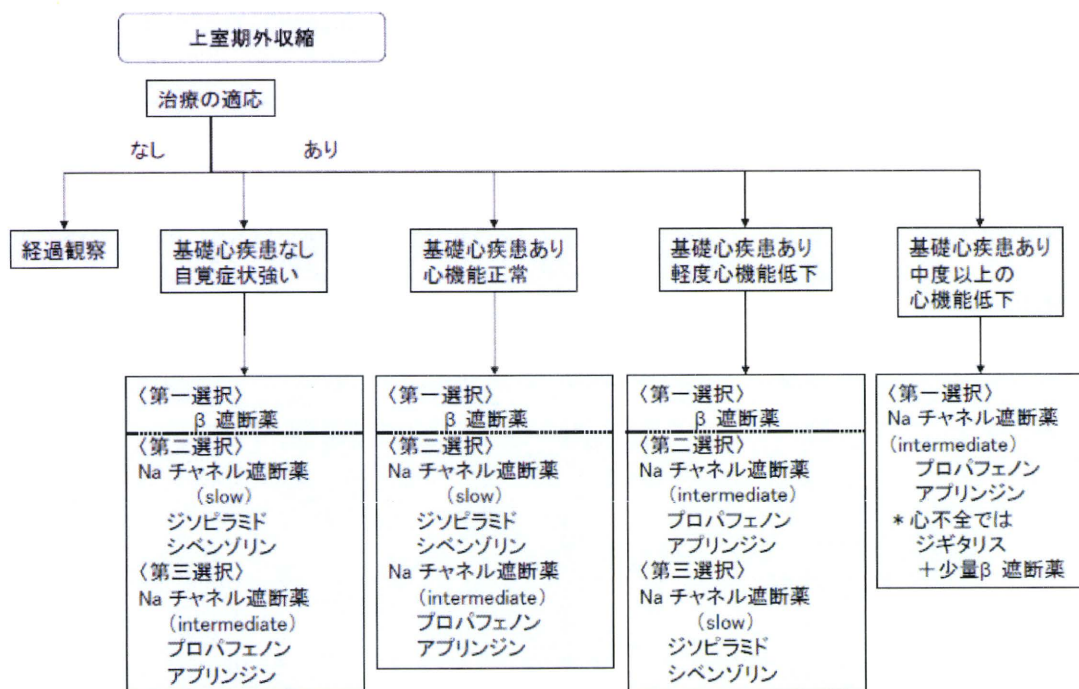 上室期外収縮
治療の適応
なし
あり
経過観察
基礎心疾患なし
自覚症状強い
基礎心疾患あり
心機能正常
基礎心疾患あり
軽度心機能低下
基礎心疾患あり
中度以上の
心機能低下
〈第一選択〉
β 遮断薬
〈第二選択〉
Na チャネル遮断薬
(slow)
ジソピラミド
シベンゾリン
〈第三選択〉
Na チャネル遮断薬
(intermediate)
プロパフェノン
アプリンジン
〈第一選択〉
β 遮断薬
〈第二選択〉
Na チャネル遮断薬
(slow)
ジソピラミド
シベンゾリン
Na チャネル遮断薬
(intermediate)
プロパフェノン
アプリンジン
〈第一選択〉
β 遮断薬
〈第二選択〉
Na チャネル遮断薬
(intermediate)
プロパフェノン
アプリンジン
〈第三選択〉
Na チャネル遮断薬
(slow)
ジソピラミド
シベンゾリン
〈第一選択〉
Na チャネル遮断薬
(intermediate)
プロパフェノン
アプリンジン
* 心不全では
ジギタリス
+少量β 遮断薬